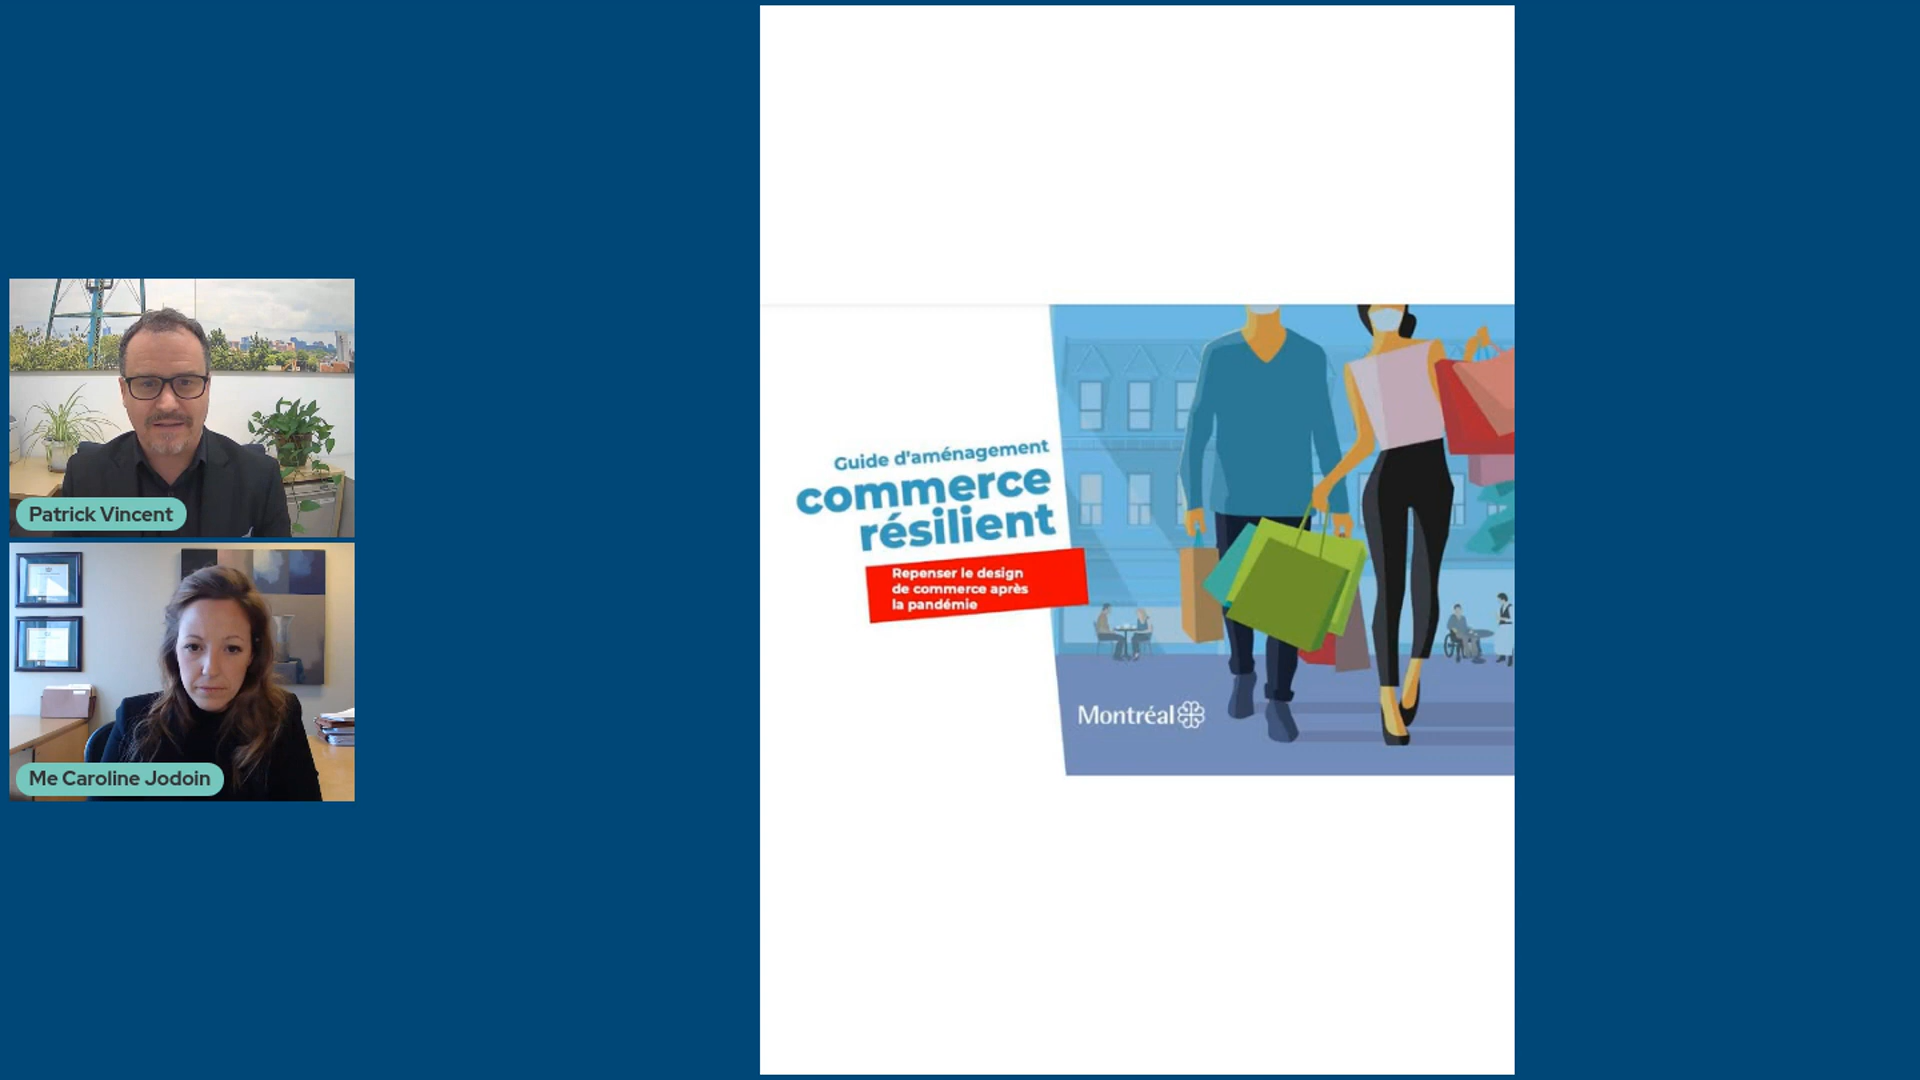 Patrick Vincent
Me Caroline Jodoin
Guide d'aménagement
commerce
résilient
Repenser le design
de commerce après
la pandémie
Montréal